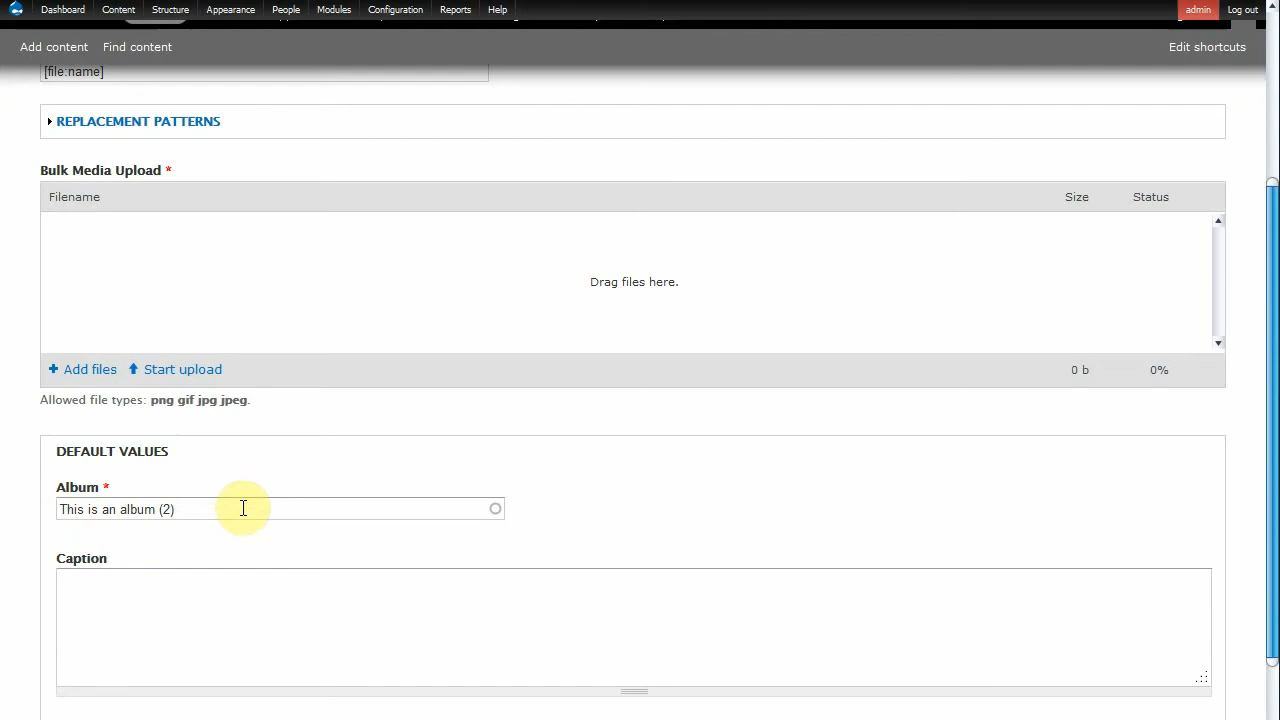 Dashboard Content Structure Appearance People Modules Configuration Reports Help admin Log out
Add content Find content Edit shortcuts
[file:name]
REPLACEMENT PATTERNS
Bulk Media Upload *
Filename Size Status
Drag files here.
Add files Start upload 0 b 0%
Allowed file types: png gif jpg jpeg.
DEFAULT VALUES
Album *
This is an album (2)
Caption